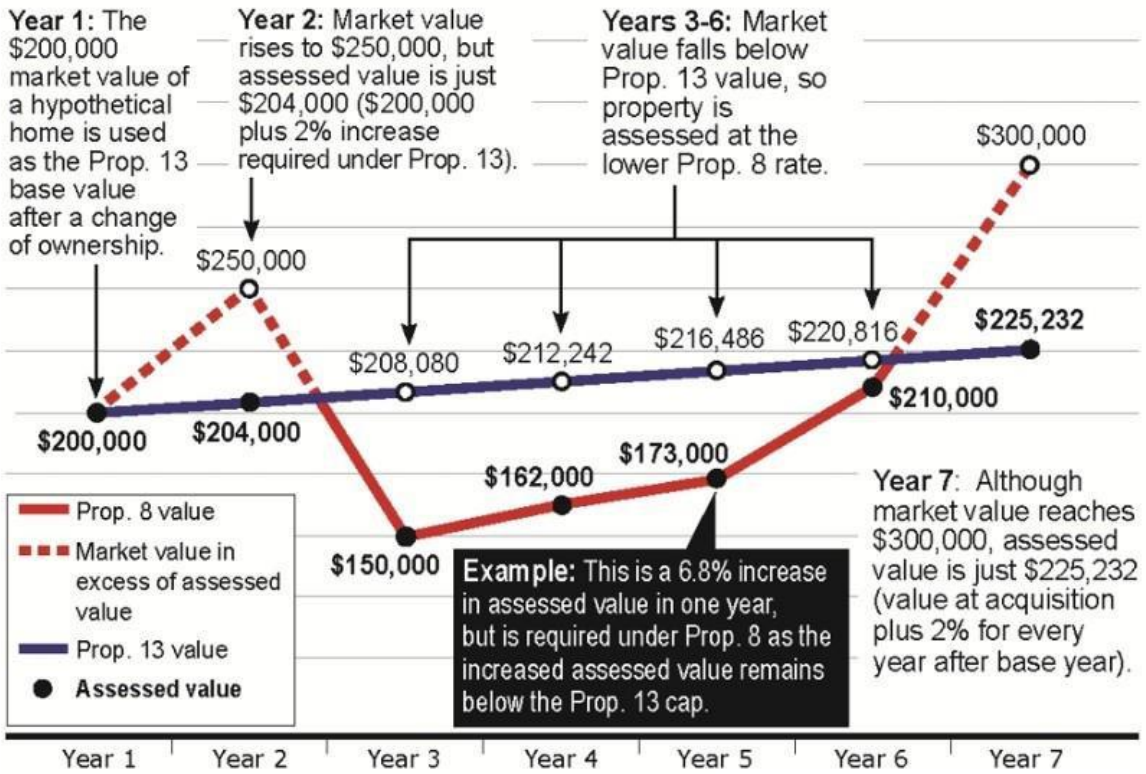 Year 1: The
$200,000
market value of
a hypothetical
home is used
as the Prop. 13
base value
after a change
of ownership.
Year 2: Market value
rises to $250,000, but
assessed value is just
$204,000 ($200,000
plus 2% increase
required under Prop. 13).
Years 3-6: Market
value falls below
Prop. 13 value, so
property is
assessed at the
lower Prop. 8 rate.
$300,000
$250,000
$208,080
$212,242
$216,486
$220,816
$225,232
$200,000
$204,000
$210,000
$162,000
$173,000
$150,000
Prop. 8 value
Market value in
excess of assessed
value
Prop. 13 value
Assessed value
Example: This is a 6.8% increase
in assessed value in one year,
but is required under Prop. 8 as the
increased assessed value remains
below the Prop. 13 cap.
Year 7: Although
market value reaches
$300,000, assessed
value is just $225,232
(value at acquisition
plus 2% for every
year after base year).
Year 1 Year 2 Year 3 Year 4 Year 5 Year 6 Year 7